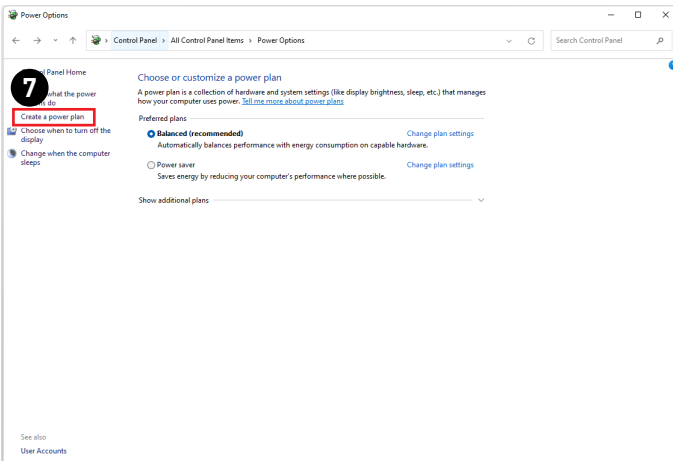 Power Options
Control Panel > All Control Panel Items > Power Options
Search Control Panel
Panel Home
7
what the power
do
Create a power plan
Choose when to turn off the
display
Change when the computer
sleeps
Choose or customize a power plan
A power plan is a collection of hardware and system settings (like display brightness, sleep, etc.) that manages
how your computer uses power. Tell me more about power plans
Preferred plans
Balanced (recommended)
Change plan settings
Automatically balances performance with energy consumption on capable hardware.
Power saver
Change plan settings
Saves energy by reducing your computer's performance where possible.
Show additional plans
See also
User Accounts